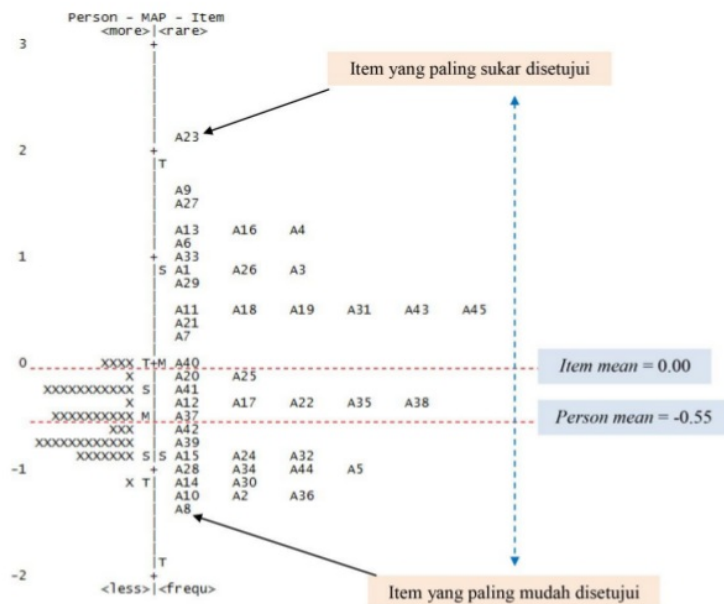 Person - MAP - Item
<more>|<rare>
3 +
Item yang paling sukar disetujui
A23
2 +
|T
A9
A27
A13 A16 A4
A6
1 + A33
|S A1 A26 A3
A29
A11 A18 A19 A31 A43 A45
A21
A7
0 XXXX T+M A40
Item mean = 0.00
X | A20 A25
XXXXXXXXXXX S| A41
X | A12 A17 A22 A35 A38
XXXXXXXXXX M| A37
Person mean = -0.55
XXX | A42
XXXXXXXXXXXX | A39
XXXXXXX S|S A15 A24 A32
-1 + A28 A34 A44 A5
X T| A14 A30
A10 A2 A36
A8
|T
-2 +
<less>|<frequ>
Item yang paling mudah disetujui